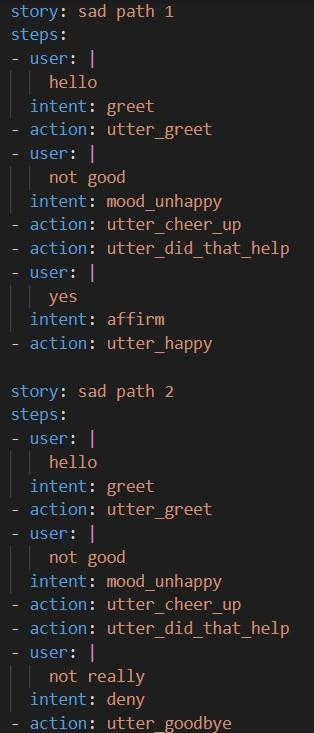 story: sad path 1
steps:
- user: |
    hello
  intent: greet
- action: utter_greet
- user: |
    not good
  intent: mood_unhappy
- action: utter_cheer_up
- action: utter_did_that_help
- user: |
    yes
  intent: affirm
- action: utter_happy

story: sad path 2
steps:
- user: |
    hello
  intent: greet
- action: utter_greet
- user: |
    not good
  intent: mood_unhappy
- action: utter_cheer_up
- action: utter_did_that_help
- user: |
    not really
  intent: deny
- action: utter_goodbye